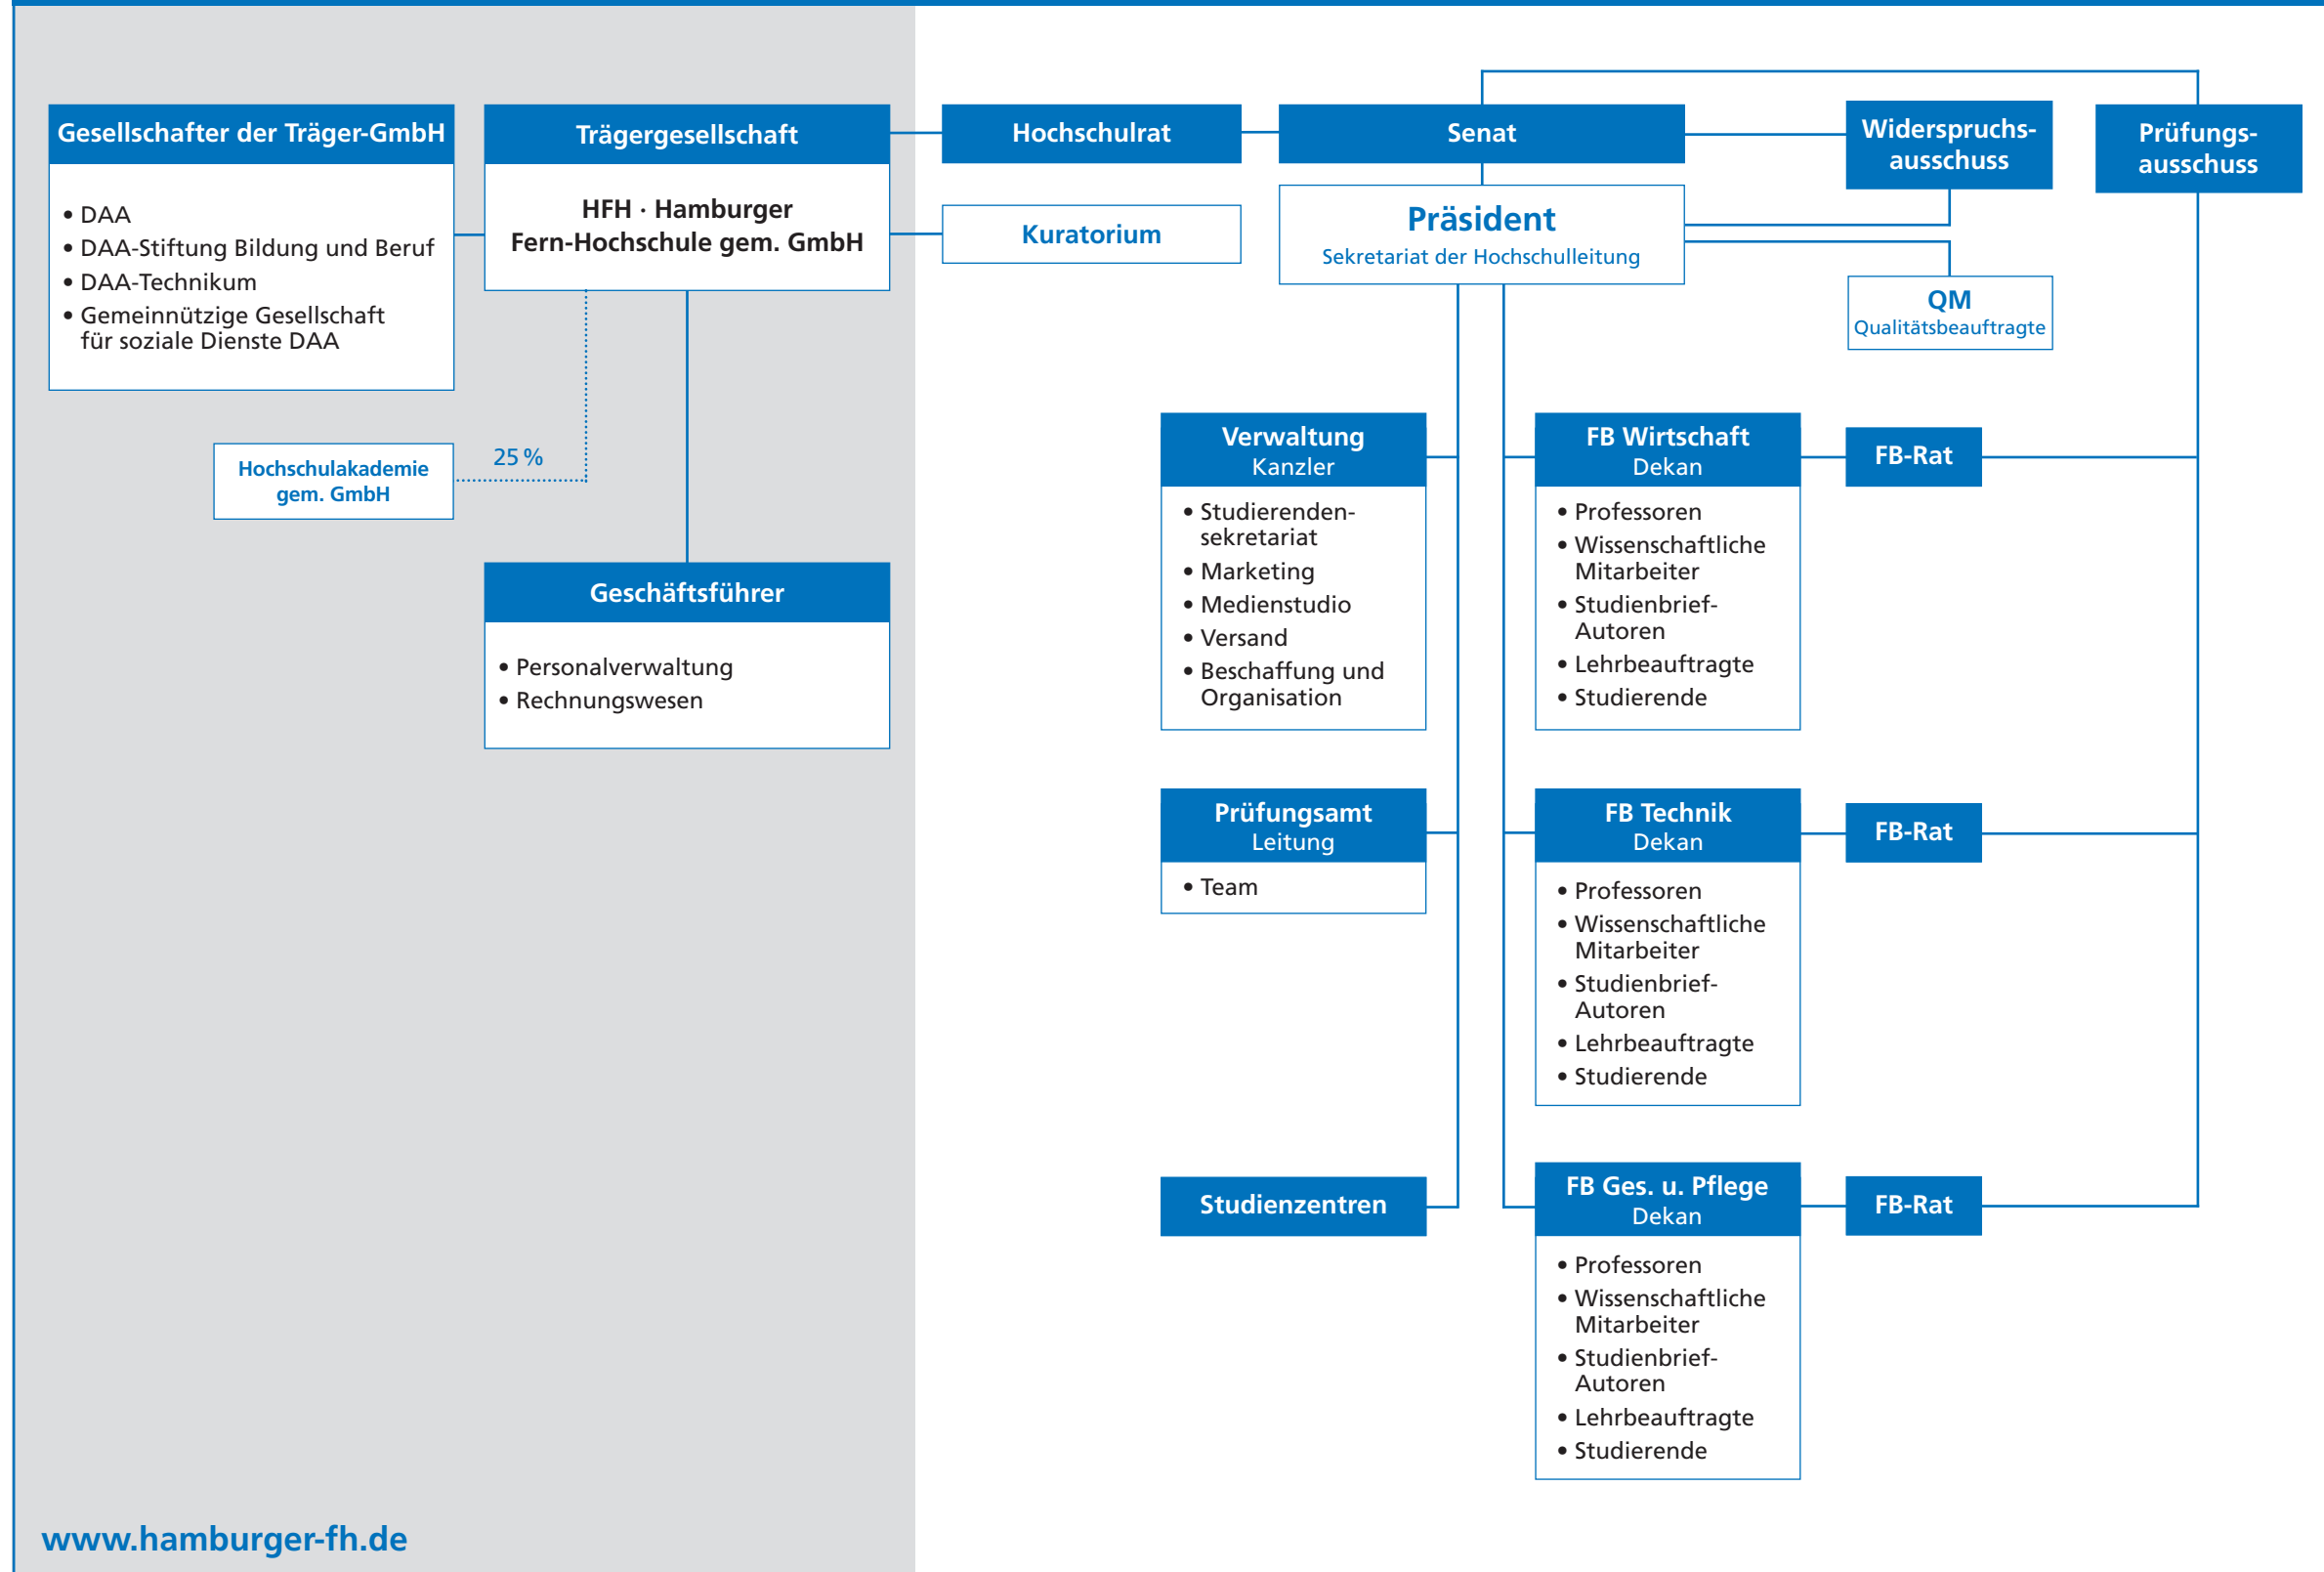 Gesellschafter der Träger-GmbH
• DAA
• DAA-Stiftung Bildung und Beruf
• DAA-Technikum
• Gemeinnützige Gesellschaft
für soziale Dienste DAA
Trägergesellschaft
HFH · Hamburger
Fern-Hochschule gem. GmbH
Hochschulakademie
gem. GmbH
25 %
Geschäftsführer
• Personalverwaltung
• Rechnungswesen
Hochschulrat
Kuratorium
Senat
Präsident
Sekretariat der Hochschulleitung
Widerspruchs-
ausschuss
Prüfungs-
ausschuss
QM
Qualitätsbeauftragte
Verwaltung
Kanzler
• Studierenden-
sekretariat
• Marketing
• Medienstudio
• Versand
• Beschaffung und
Organisation
FB Wirtschaft
Dekan
• Professoren
• Wissenschaftliche
Mitarbeiter
• Studienbrief-
Autoren
• Lehrbeauftragte
• Studierende
FB-Rat
Prüfungsamt
Leitung
• Team
FB Technik
Dekan
• Professoren
• Wissenschaftliche
Mitarbeiter
• Studienbrief-
Autoren
• Lehrbeauftragte
• Studierende
FB-Rat
Studienzentren
FB Ges. u. Pflege
Dekan
• Professoren
• Wissenschaftliche
Mitarbeiter
• Studienbrief-
Autoren
• Lehrbeauftragte
• Studierende
FB-Rat
www.hamburger-fh.de